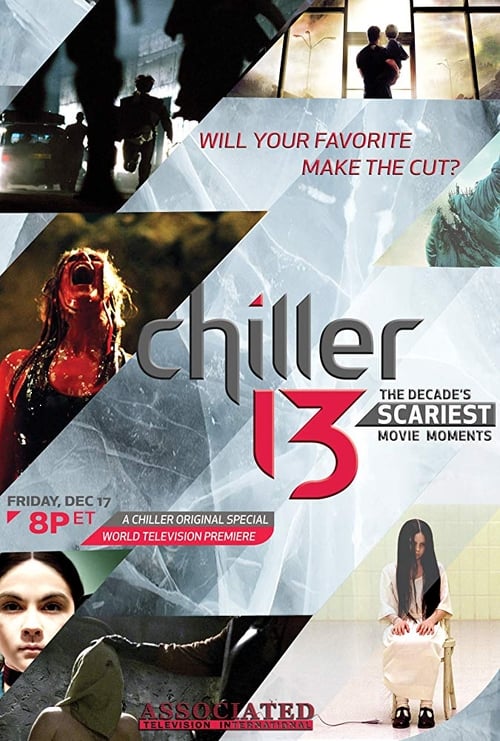 WILL YOUR FAVORITE
MAKE THE CUT?
chiller
13
THE DECADE'S
SCARIEST
MOVIE MOMENTS
FRIDAY, DEC 17
8P ET
A CHILLER ORIGINAL SPECIAL
WORLD TELEVISION PREMIERE
ASSOCIATED
TELEVISION INTERNATIONAL